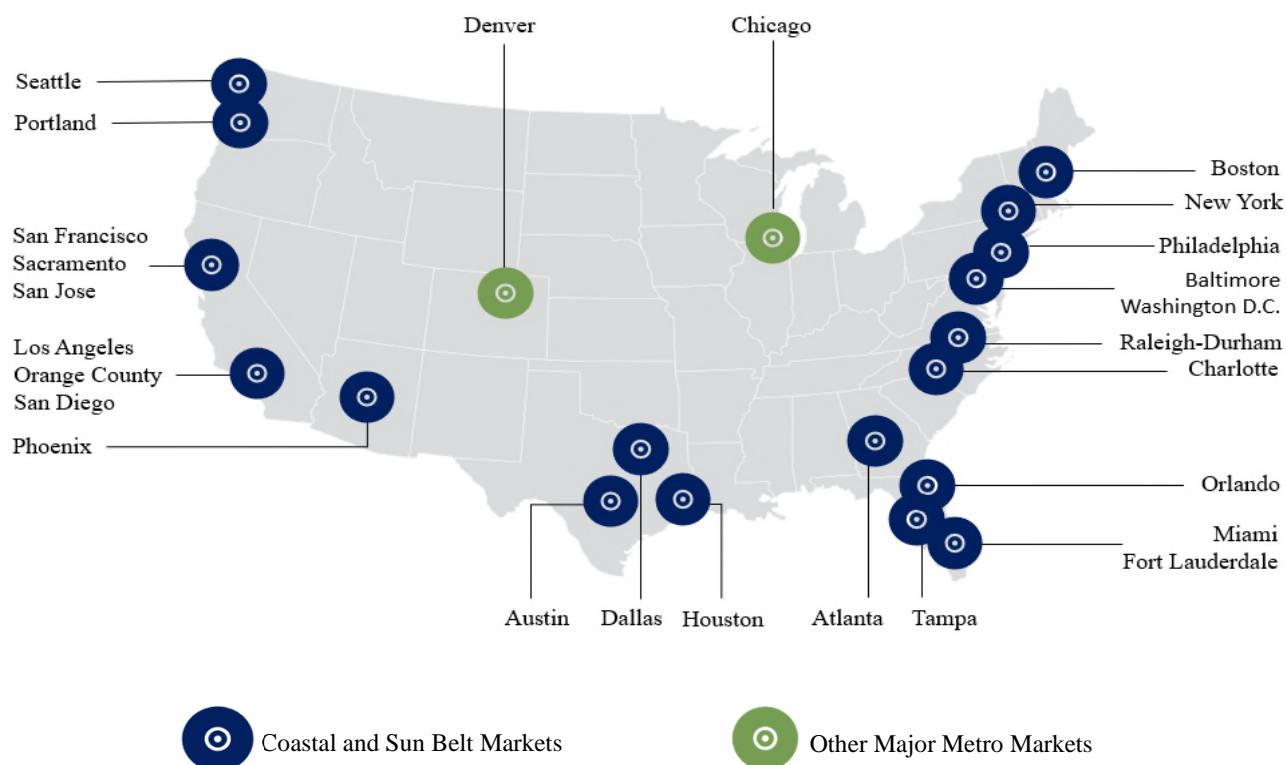 Denver
Chicago
Seattle
Portland
San Francisco
Sacramento
San Jose
Los Angeles
Orange County
San Diego
Phoenix
Boston
New York
Philadelphia
Baltimore
Washington D.C.
Raleigh-Durham
Charlotte
Orlando
Miami
Fort Lauderdale
Austin
Dallas
Houston
Atlanta
Tampa
Coastal and Sun Belt Markets
Other Major Metro Markets